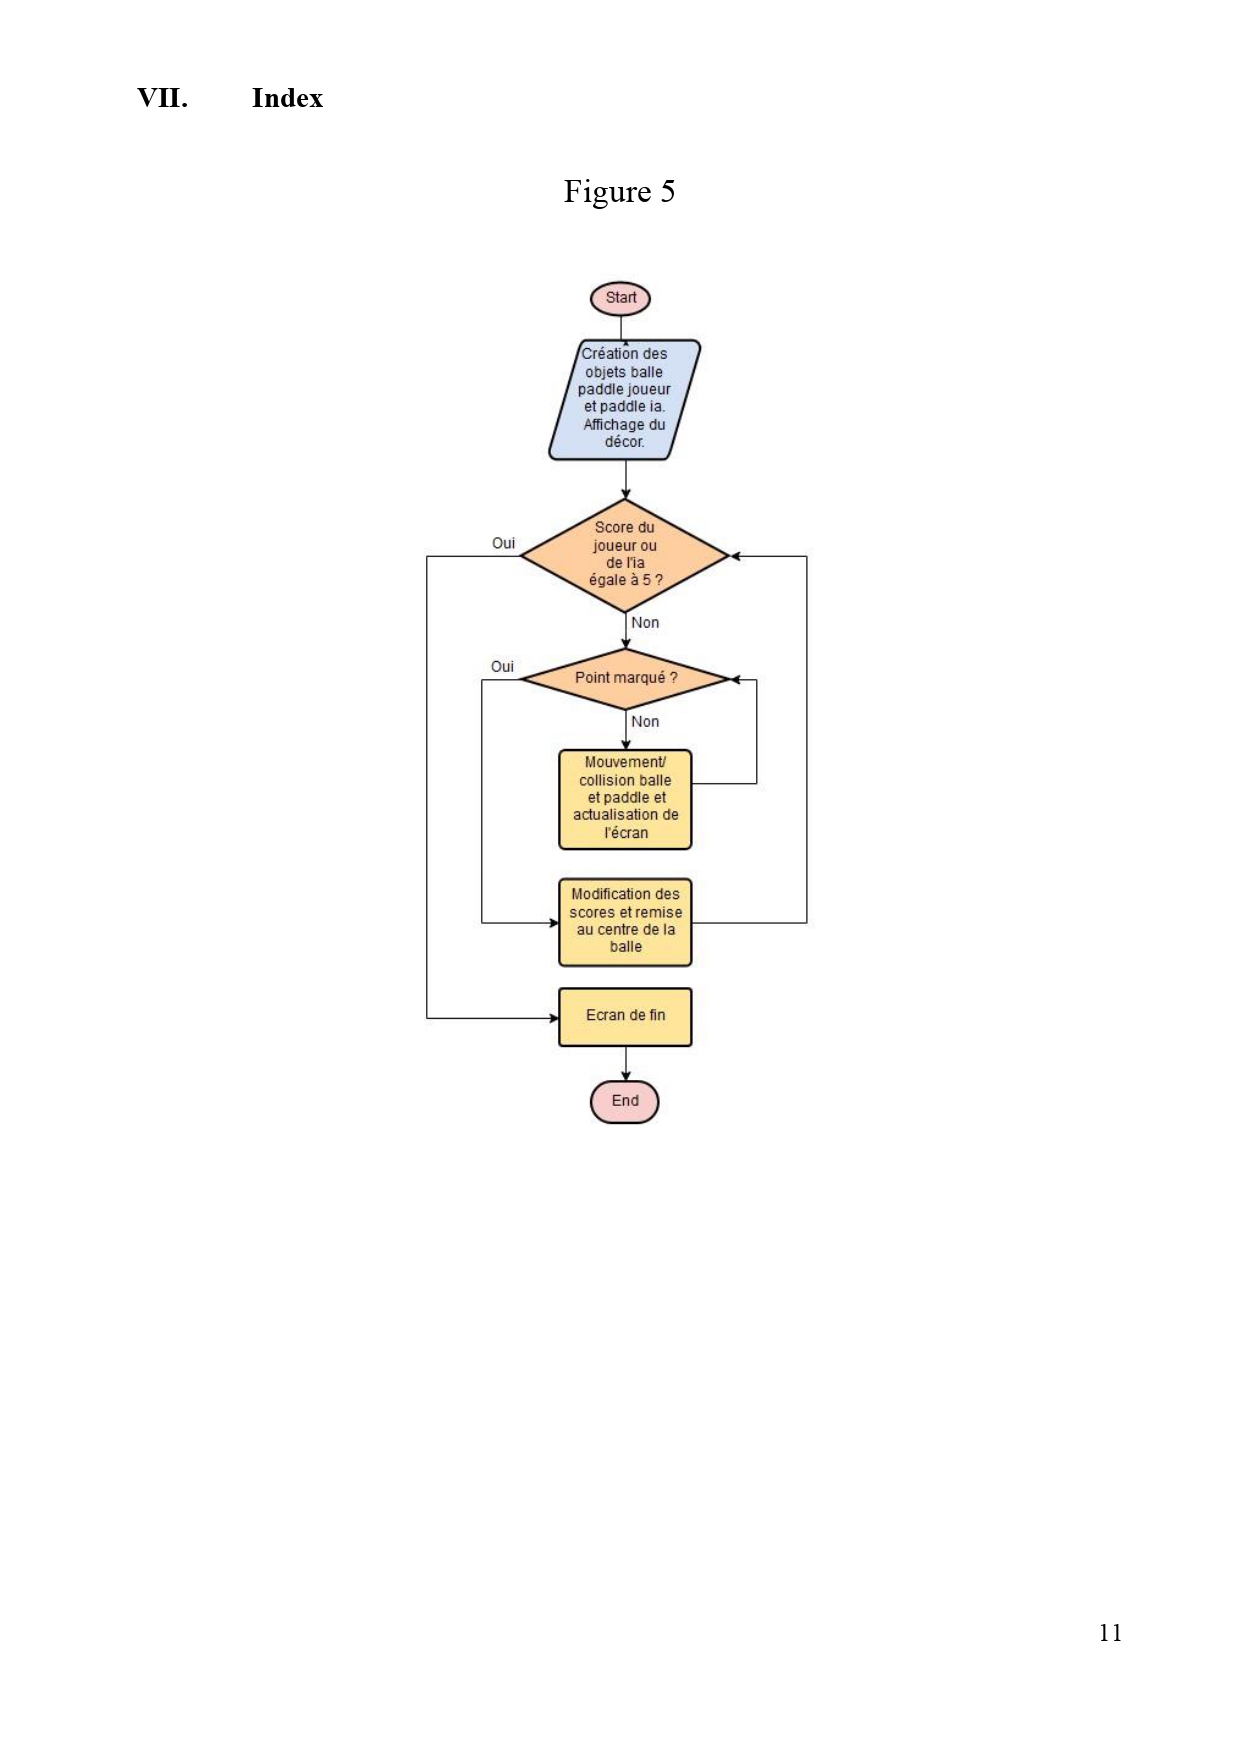 VII. Index
Figure 5
Start
Création des
objets balle
paddle joueur
et paddle ia.
Affichage du
décor.
Score du
joueur ou
de l'ia
égale à 5 ?
Oui
Non
Point marqué ?
Oui
Non
Mouvement/
collision balle
et paddle et
actualisation de
l'écran
Modification des
scores et remise
au centre de la
balle
Ecran de fin
End
11